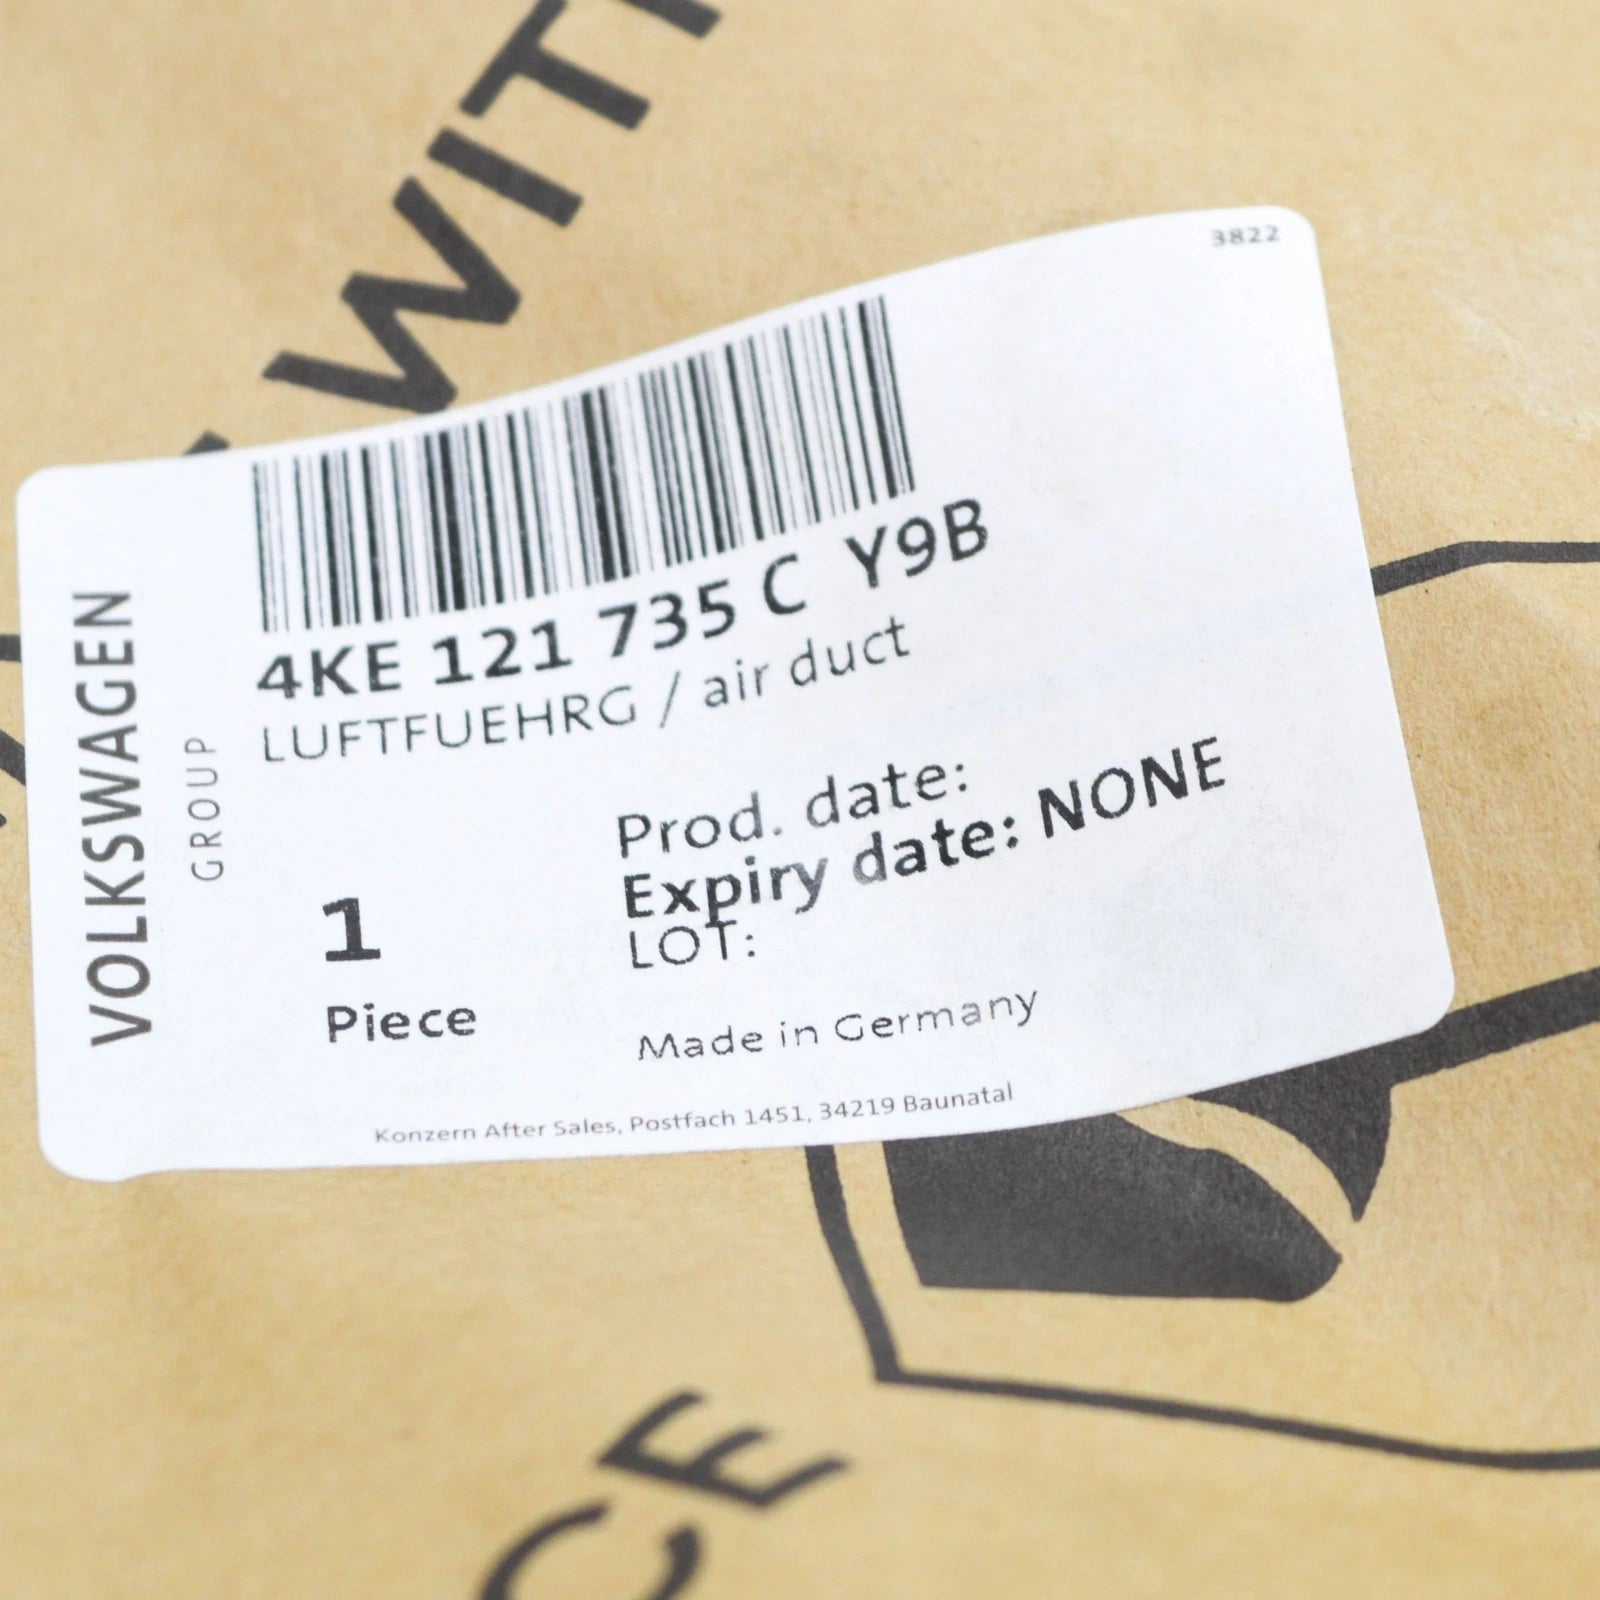 WITH
3822
4KE 121 735 C Y9B
LUFTFUEHRG / air duct
VOLKSWAGEN
GROUP
Prod. date:
Expiry date: NONE
LOT:
1
Piece
Made in Germany
Konzern After Sales, Postfach 1451, 34219 Baunatal
CE